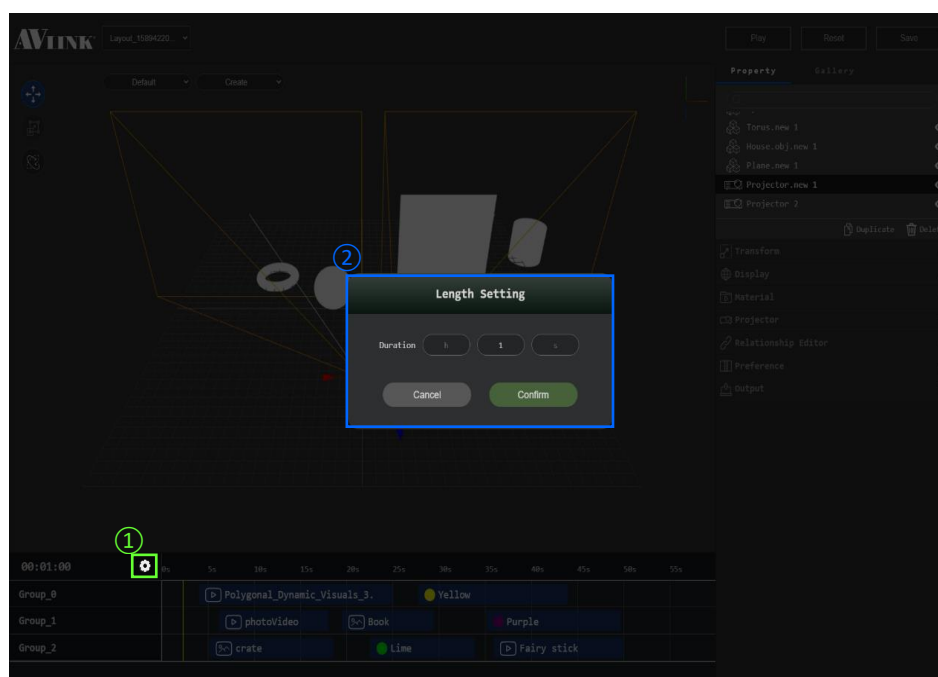 AVLINK
Layout_15894220...
Play Reset Save
Property Gallery
Default Create
Torus.new 1
House.obj.new 1
Plane.new 1
Projector.new 1
Projector 2
Duplicate Delet
Transform
Display
Material
Projector
Relationship Editor
Preference
Output
②
Length Setting
Duration h 1 s
Cancel Confirm
①
00:01:00 0s 5s 10s 15s 20s 25s 30s 35s 40s 45s 50s 55s
Group_0 Polygonal_Dynamic_Visuals_3. Yellow
Group_1 photoVideo Book Purple
Group_2 crate Lime Fairy stick